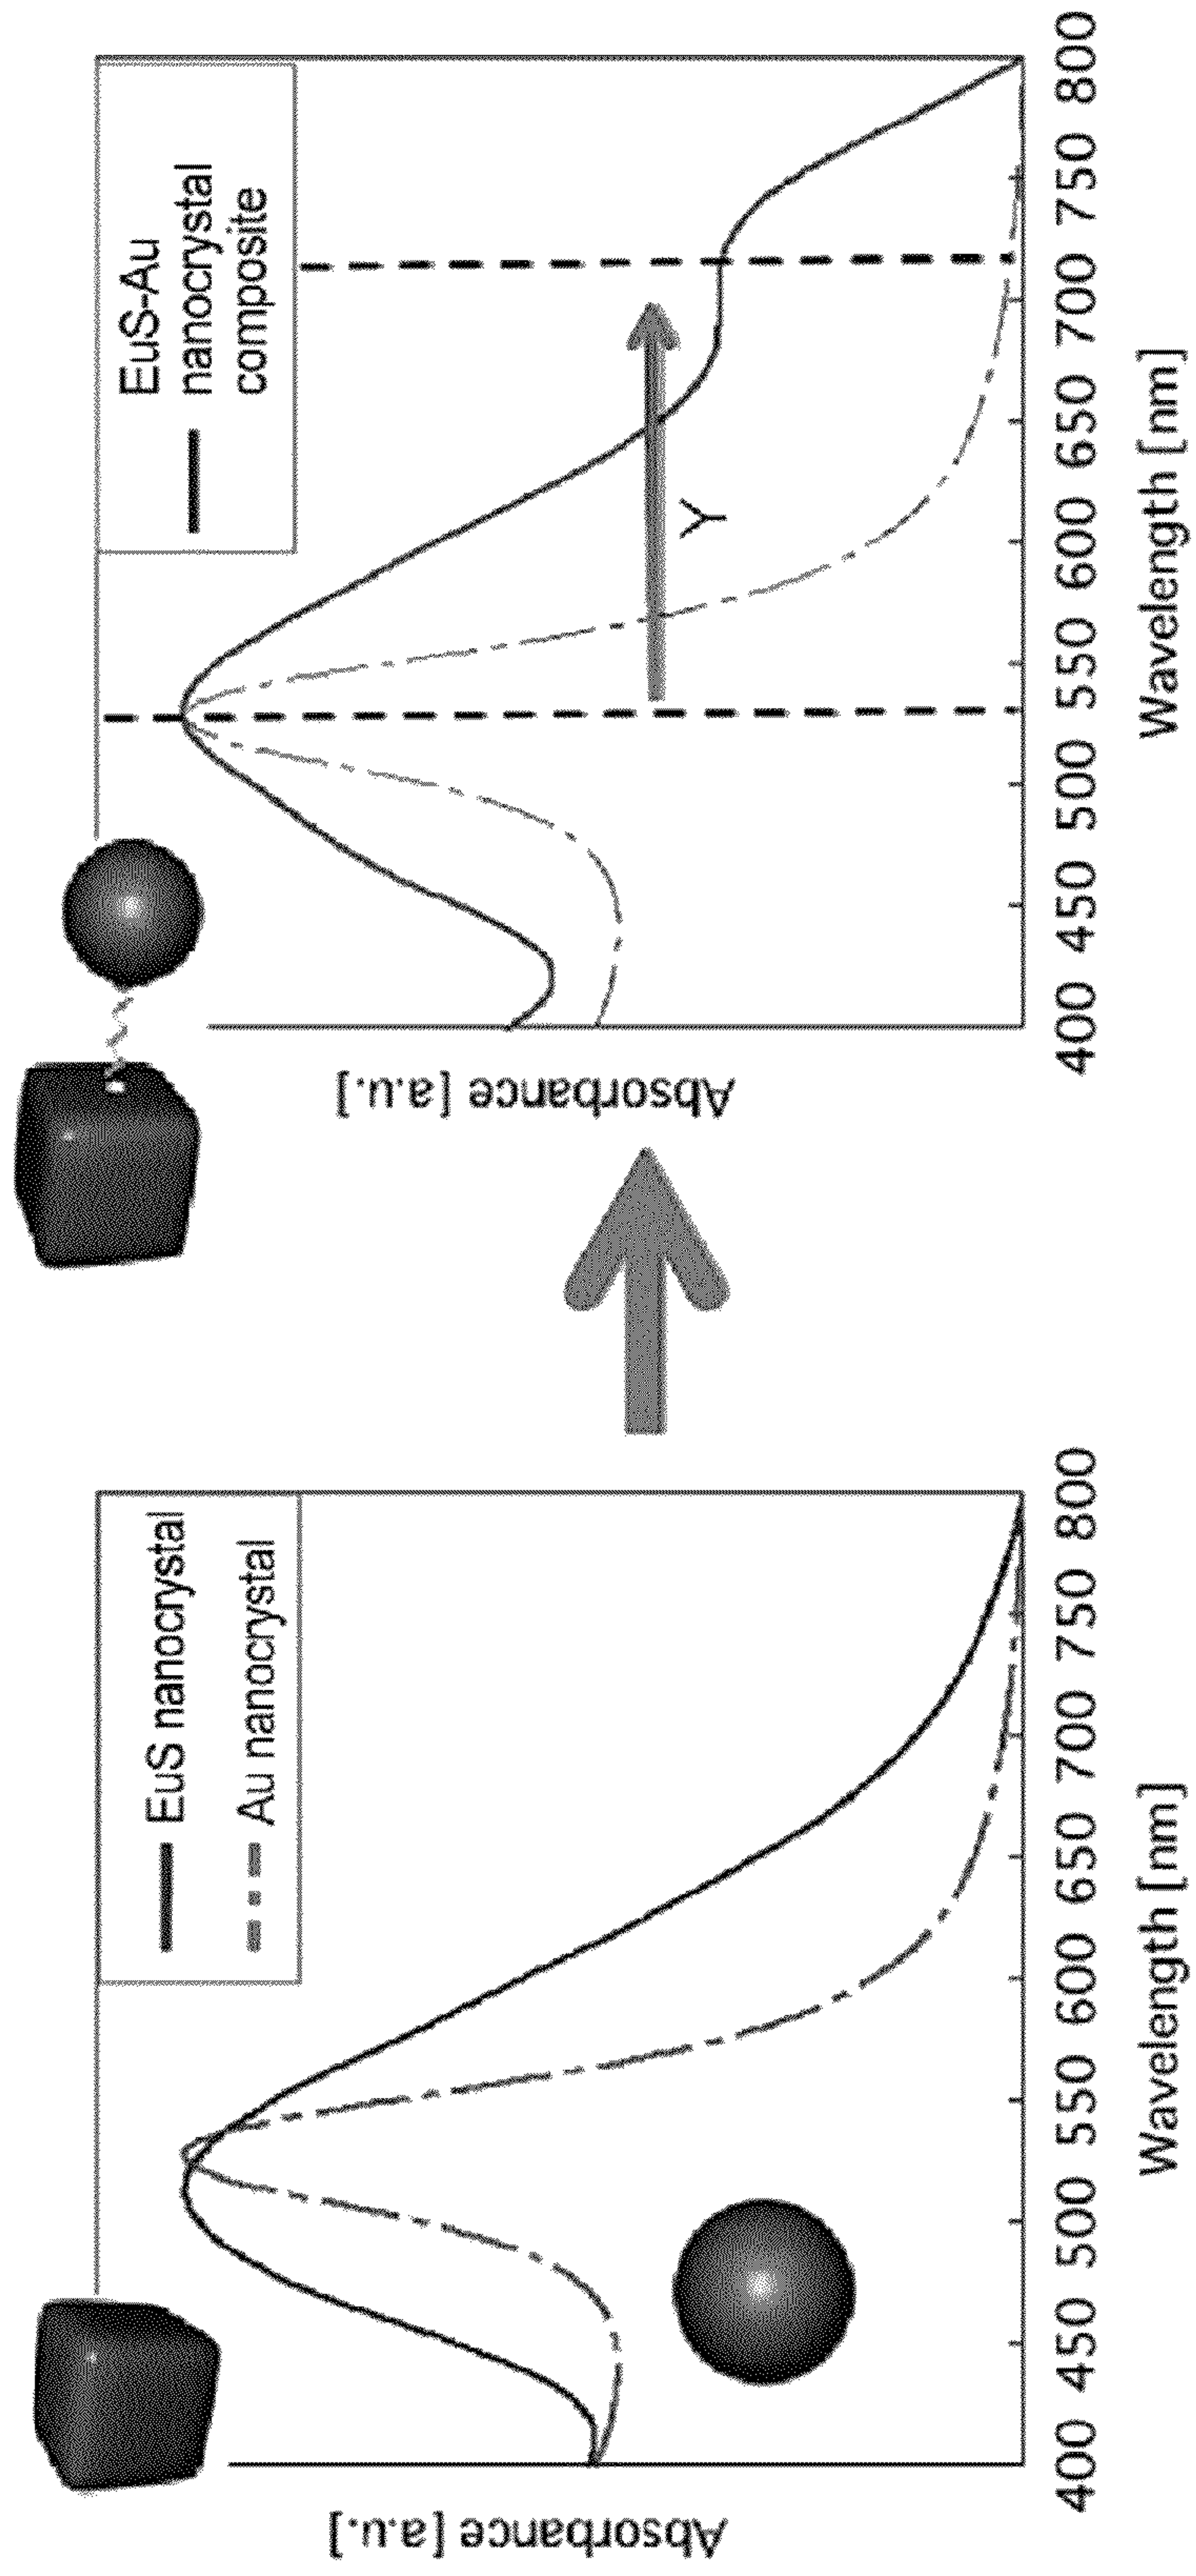 Absorbance [a.u.]
EuS nanocrystal
Au nanocrystal
400 450 500 550 600 650 700 750 800
Wavelength [nm]
Absorbance [a.u.]
EuS-Au
nanocrystal
composite
Y
400 450 500 550 600 650 700 750 800
Wavelength [nm]